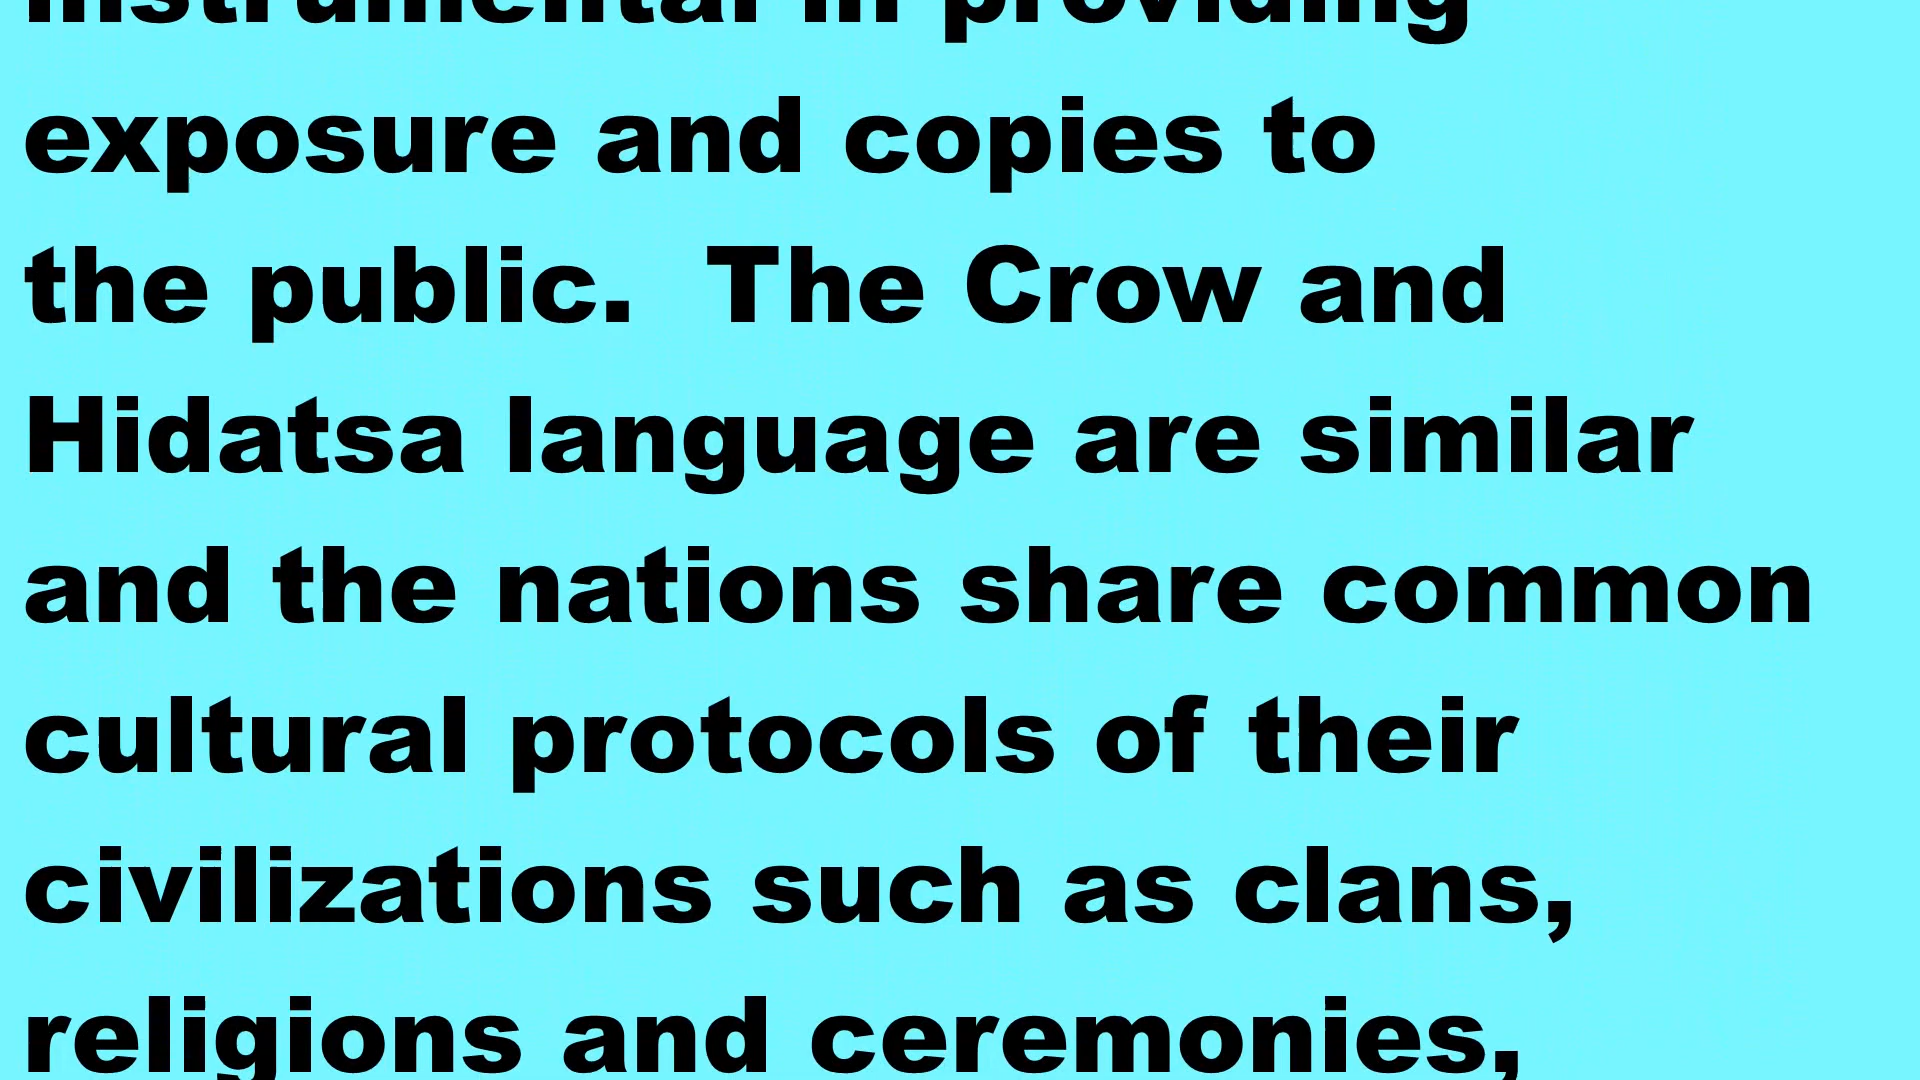 instrumental in providing
exposure and copies to
the public.  The Crow and
Hidatsa language are similar
and the nations share common
cultural protocols of their
civilizations such as clans,
religions and ceremonies,